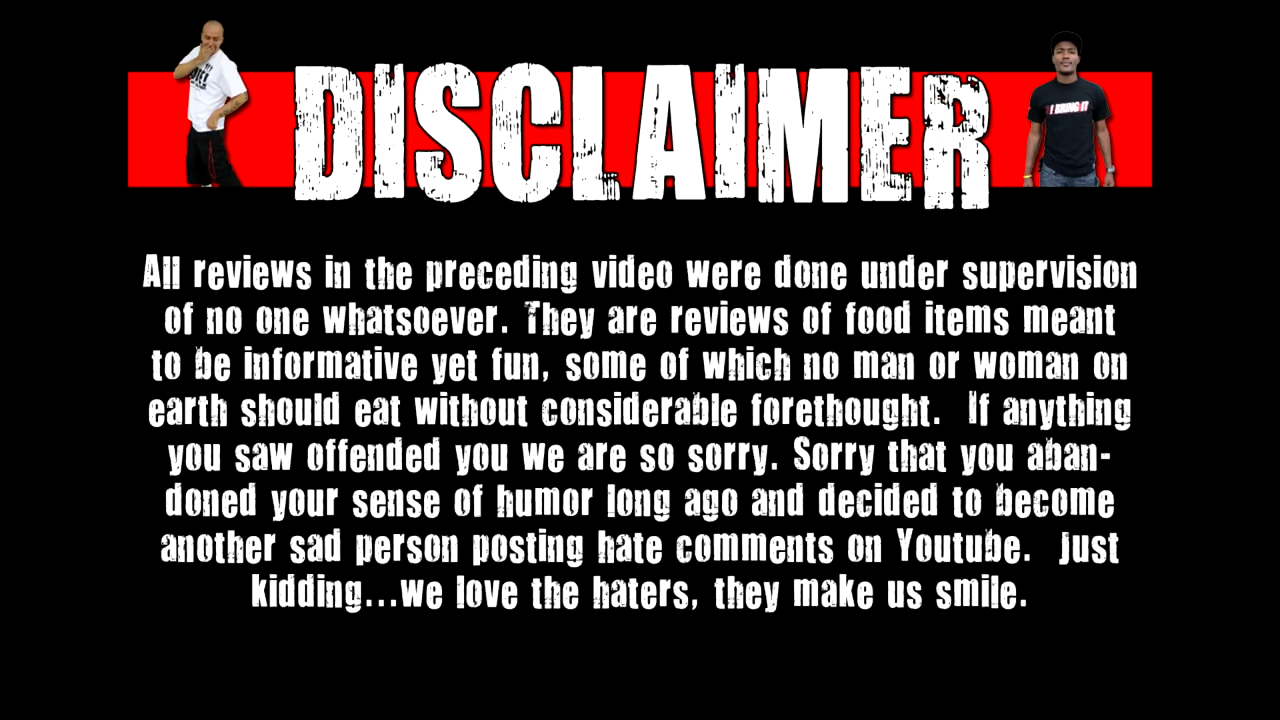 DISCLAIMER
I BRING IT
All reviews in the preceding video were done under supervision
of no one whatsoever. They are reviews of food items meant
to be informative yet fun, some of which no man or woman on
earth should eat without considerable forethought. If anything
you saw offended you we are so sorry. Sorry that you aban-
doned your sense of humor long ago and decided to become
another sad person posting hate comments on Youtube. Just
kidding...we love the haters, they make us smile.